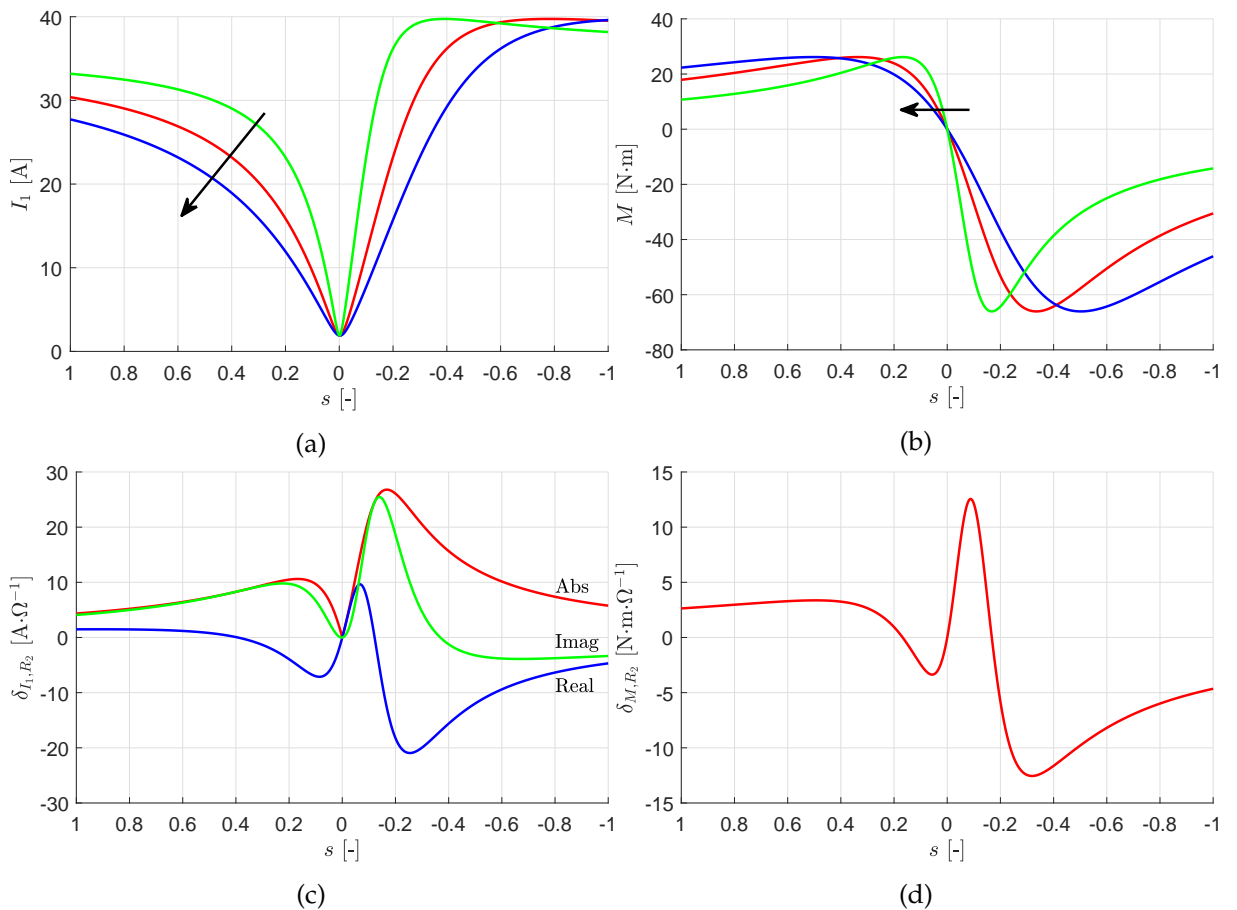 40
30
20
10
0
1 0.8 0.6 0.4 0.2 0 -0.2 -0.4 -0.6 -0.8 -1
I₁ [A]
s [-]
(a)
40
20
0
-20
-40
-60
-80
1 0.8 0.6 0.4 0.2 0 -0.2 -0.4 -0.6 -0.8 -1
M [N·m]
s [-]
(b)
30
20
10
0
-10
-20
-30
1 0.8 0.6 0.4 0.2 0 -0.2 -0.4 -0.6 -0.8 -1
δ_{I₁,R₂} [A·Ω⁻¹]
Abs
Imag
Real
s [-]
(c)
15
10
5
0
-5
-10
-15
1 0.8 0.6 0.4 0.2 0 -0.2 -0.4 -0.6 -0.8 -1
δ_{M,R₂} [N·m·Ω⁻¹]
s [-]
(d)